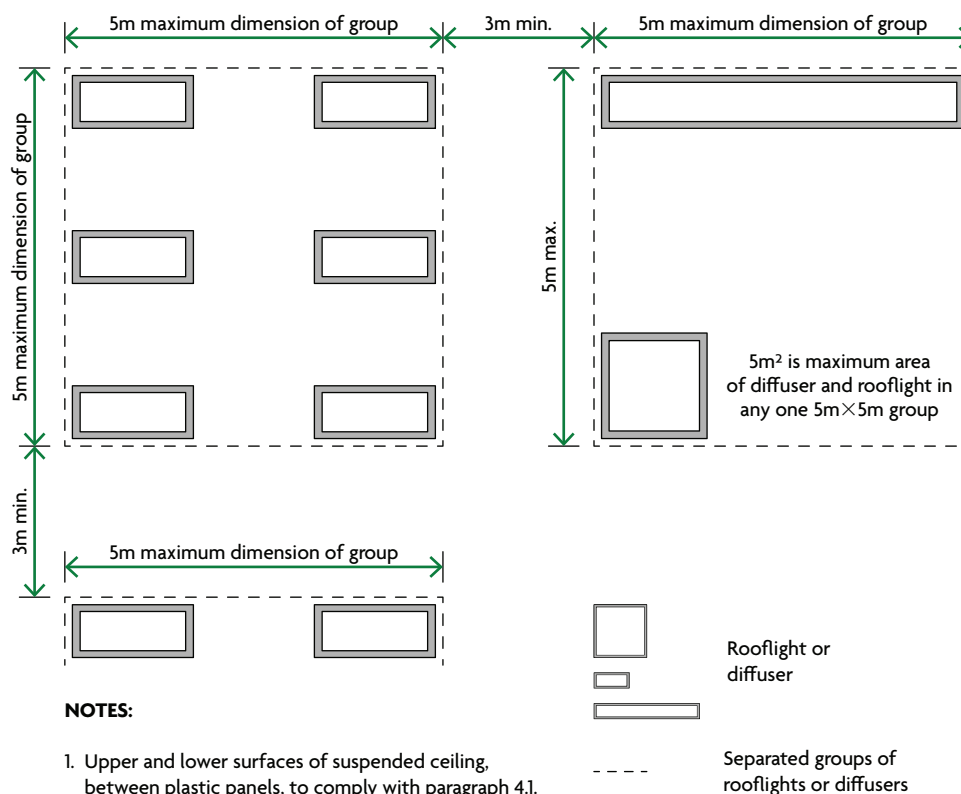 5m maximum dimension of group
3m min.
5m maximum dimension of group
5m maximum dimension of group
5m max.
5m² is maximum area
of diffuser and rooflight in
any one 5m×5m group
3m min.
5m maximum dimension of group
Rooflight or
diffuser
NOTES:
1. Upper and lower surfaces of suspended ceiling,
between plastic panels, to comply with paragraph 4.1.
Separated groups of
rooflights or diffusers